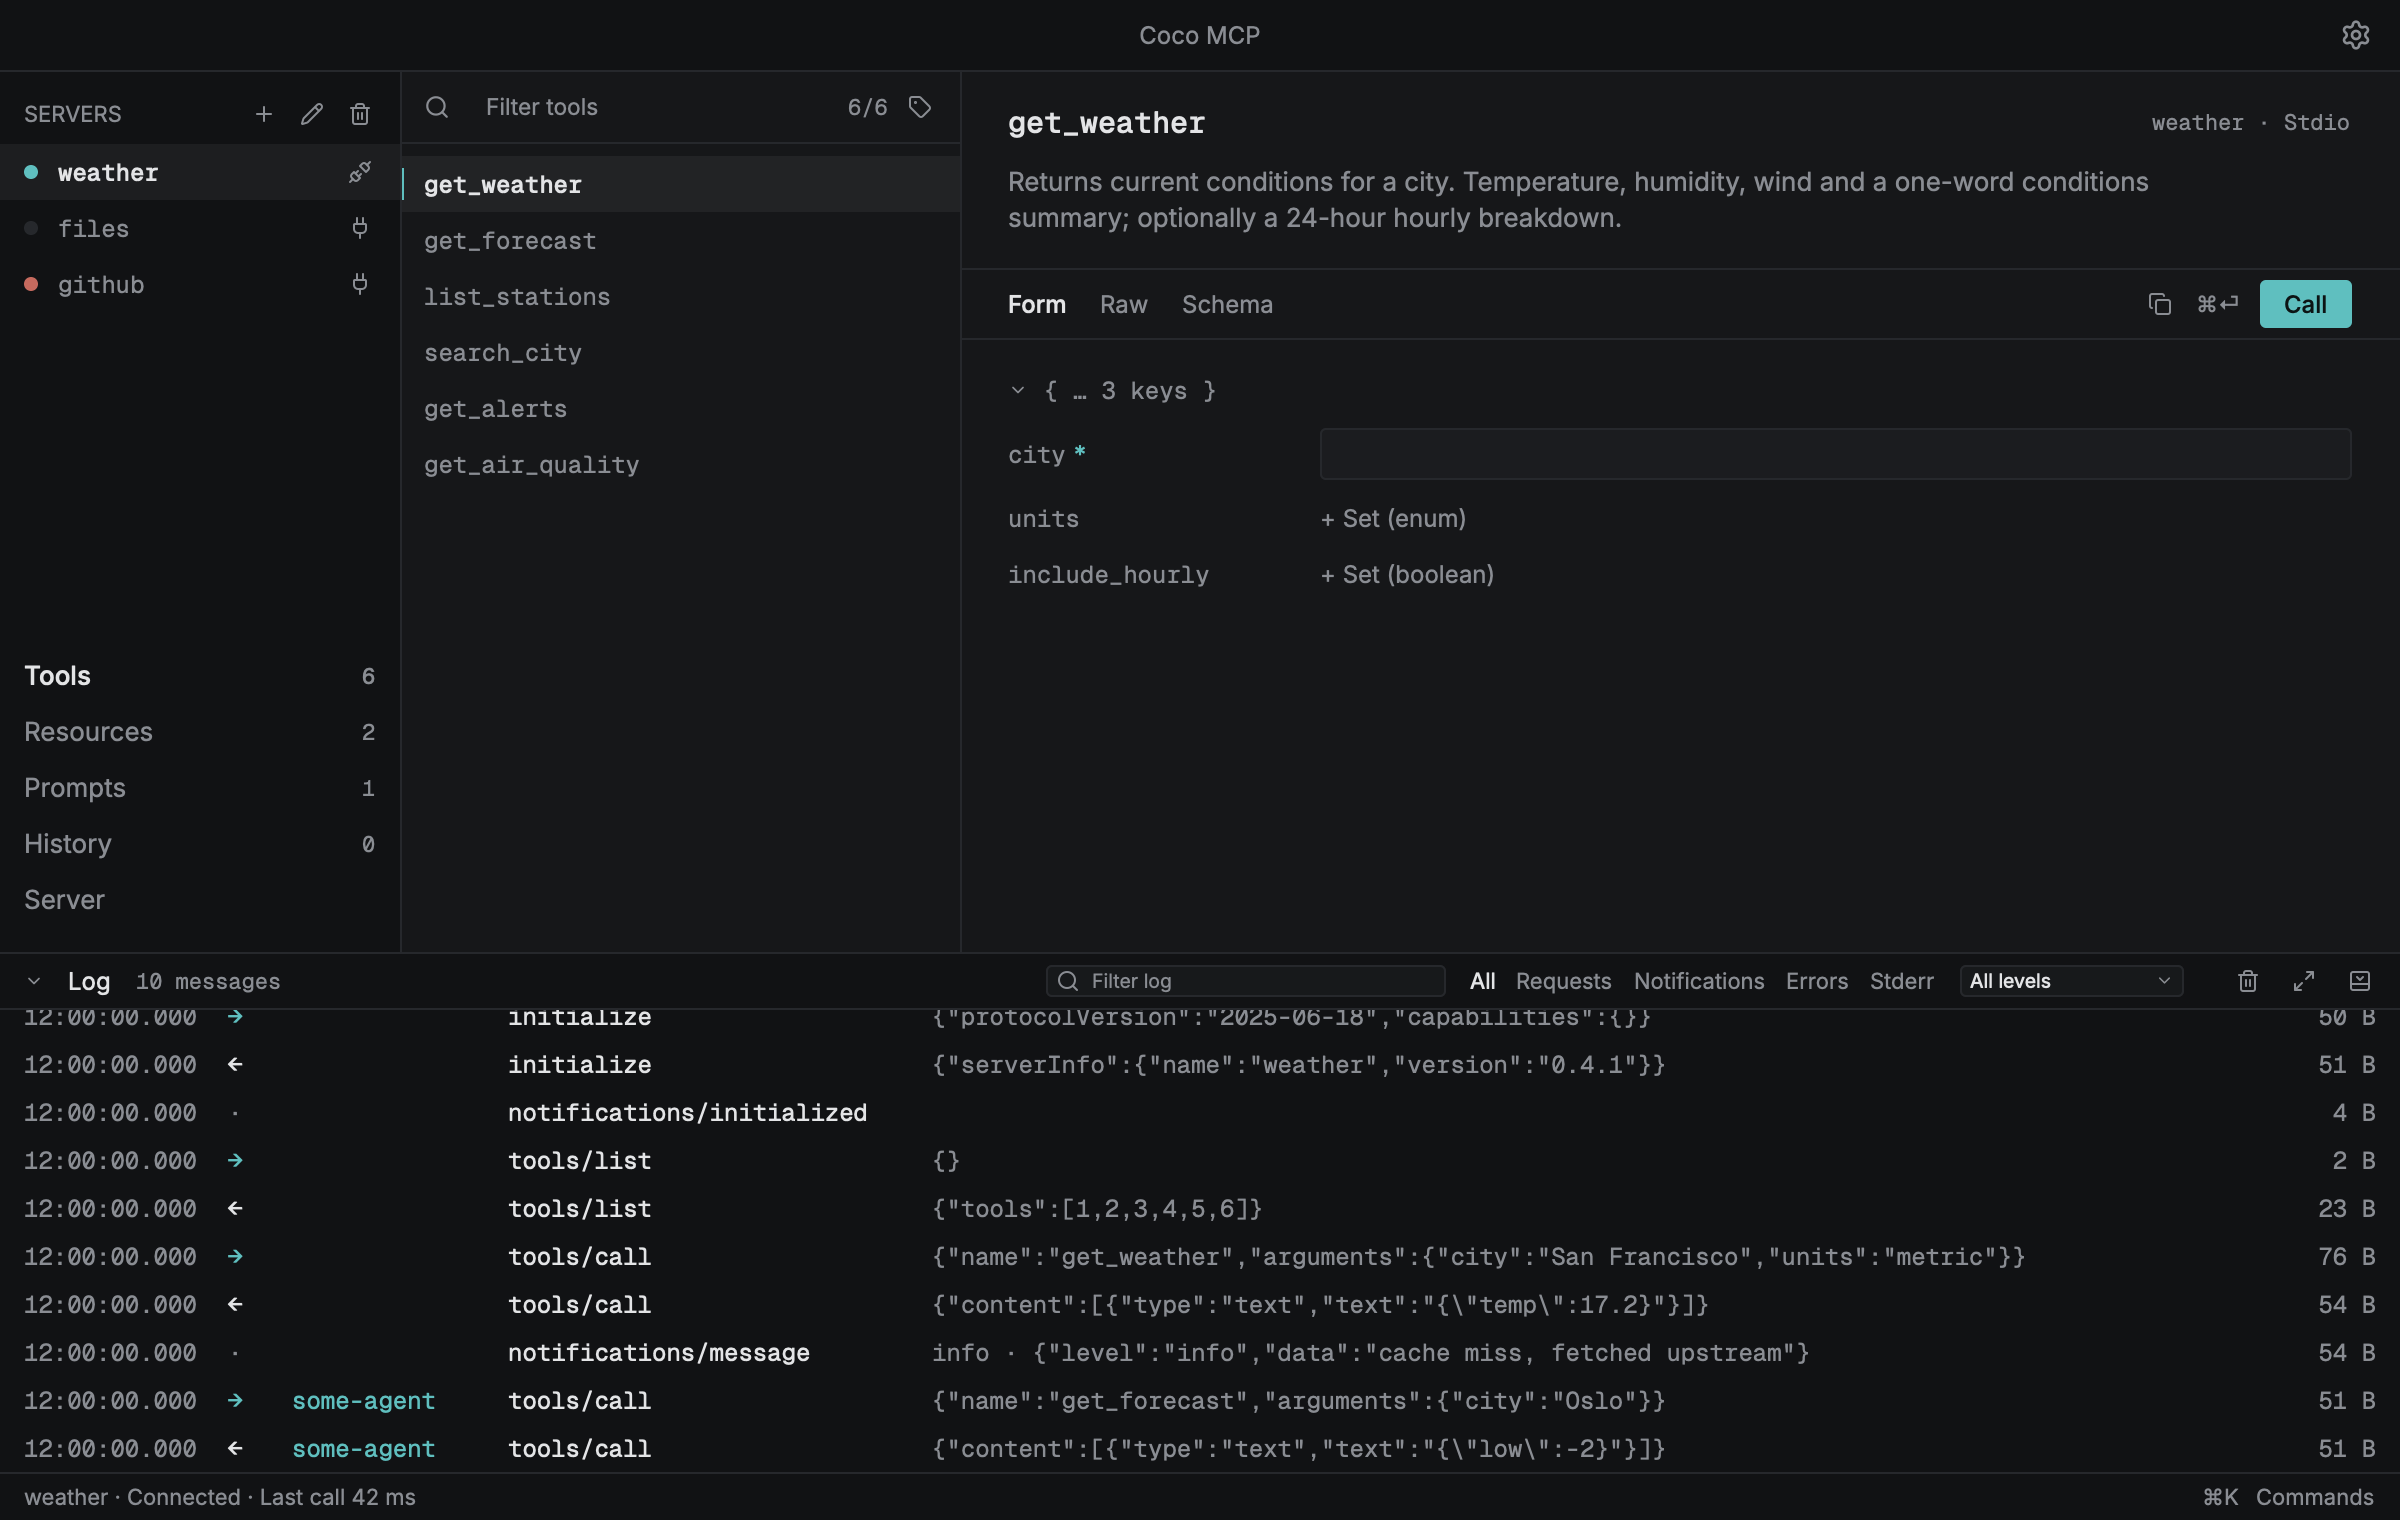 Coco MCP
SERVERS
weather
files
github
Tools 6
Resources 2
Prompts 1
History 0
Server
Filter tools 6/6
get_weather
get_forecast
list_stations
search_city
get_alerts
get_air_quality
get_weather
weather · Stdio
Returns current conditions for a city. Temperature, humidity, wind and a one-word conditions
summary; optionally a 24-hour hourly breakdown.
Form Raw Schema ⌘↵ Call
{ … 3 keys }
city *
units + Set (enum)
include_hourly + Set (boolean)
Log 10 messages Filter log All Requests Notifications Errors Stderr All levels
12:00:00.000 → initialize {"protocolVersion":"2025-06-18","capabilities":{}} 50 B
12:00:00.000 ← initialize {"serverInfo":{"name":"weather","version":"0.4.1"}} 51 B
12:00:00.000 · notifications/initialized 4 B
12:00:00.000 → tools/list {} 2 B
12:00:00.000 ← tools/list {"tools":[1,2,3,4,5,6]} 23 B
12:00:00.000 → tools/call {"name":"get_weather","arguments":{"city":"San Francisco","units":"metric"}} 76 B
12:00:00.000 ← tools/call {"content":[{"type":"text","text":"{\"temp\":17.2}"}]} 54 B
12:00:00.000 · notifications/message info · {"level":"info","data":"cache miss, fetched upstream"} 54 B
12:00:00.000 → some-agent tools/call {"name":"get_forecast","arguments":{"city":"Oslo"}} 51 B
12:00:00.000 ← some-agent tools/call {"content":[{"type":"text","text":"{\"low\":-2}"}]} 51 B
weather · Connected · Last call 42 ms
⌘K Commands